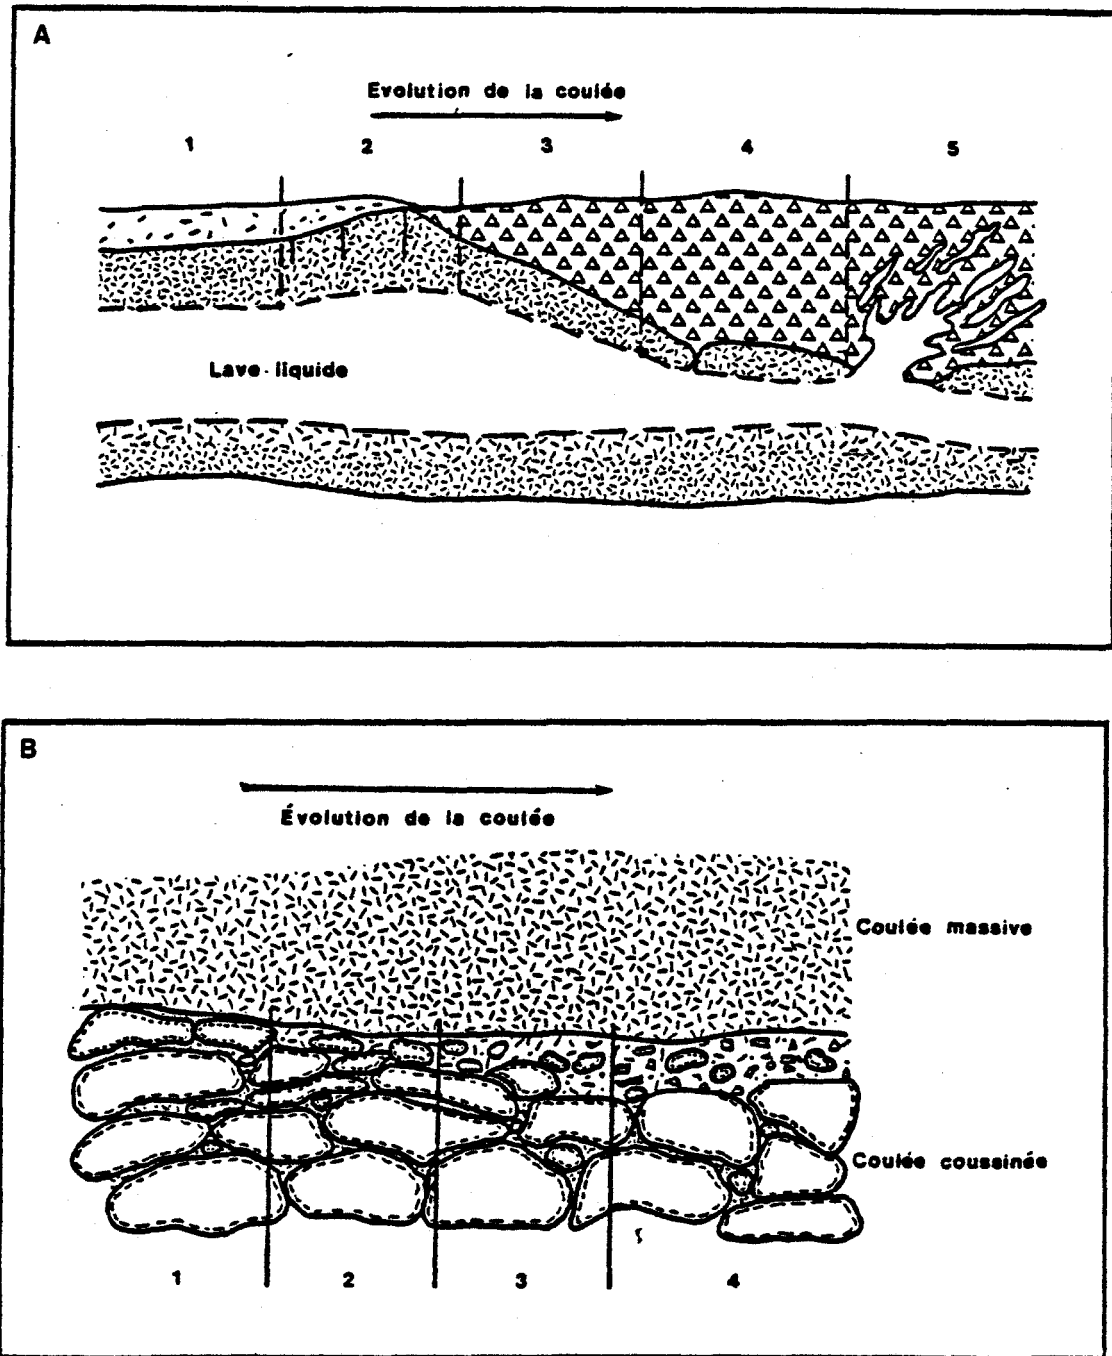 A
Evolution de la coulée
1 2 3 4 5
Lave liquide
B
Évolution de la coulée
Coulée massive
Coulée coussinée
1 2 3 4